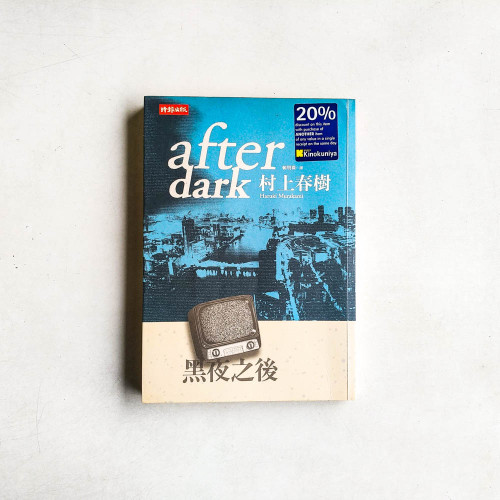 時報出版
20%
discount on this item
with purchase of
ANOTHER item
of any value in a single
receipt on the same day.
Kinokuniya
after
dark
村上春樹
Haruki Murakami
黑夜之後